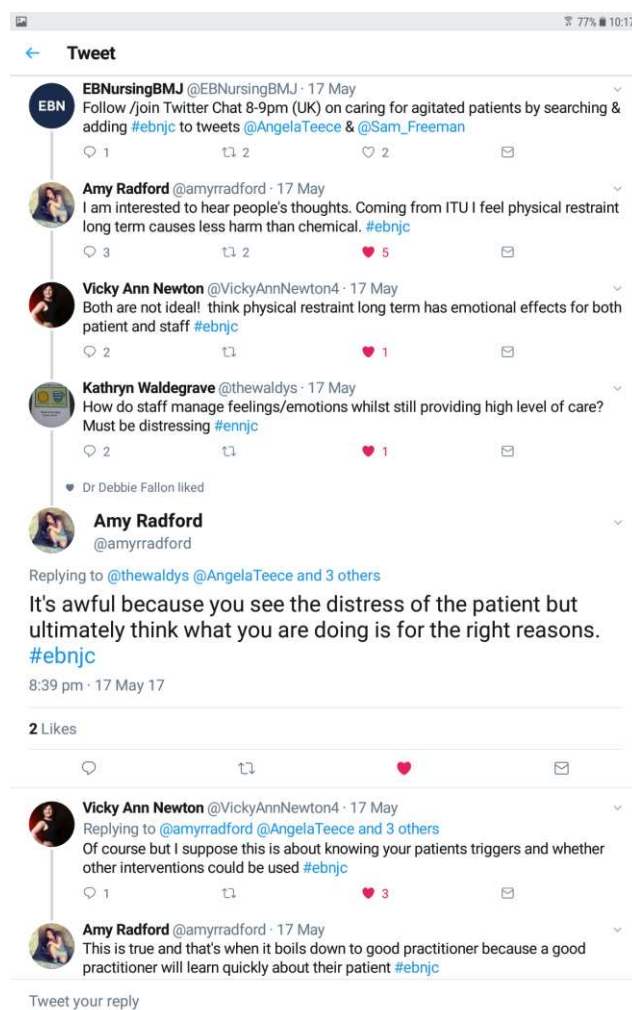 77% 10:17
Tweet
EBN
EBNursingBMJ @EBNursingBMJ · 17 May
Follow /join Twitter Chat 8-9pm (UK) on caring for agitated patients by searching &
adding #ebnjc to tweets @AngelaTeece & @Sam_Freeman
1 2 2
Amy Radford @amyrradford · 17 May
I am interested to hear people's thoughts. Coming from ITU I feel physical restraint
long term causes less harm than chemical. #ebnjc
3 2 5
Vicky Ann Newton @VickyAnnNewton4 · 17 May
Both are not ideal!  think physical restraint long term has emotional effects for both
patient and staff #ebnjc
2 1
Kathryn Waldegrave @thewaldys · 17 May
How do staff manage feelings/emotions whilst still providing high level of care?
Must be distressing #ennjc
2 1
Dr Debbie Fallon liked
Amy Radford
@amyrradford
Replying to @thewaldys @AngelaTeece and 3 others
It's awful because you see the distress of the patient but
ultimately think what you are doing is for the right reasons.
#ebnjc
8:39 pm · 17 May 17
2 Likes
Vicky Ann Newton @VickyAnnNewton4 · 17 May
Replying to @amyrradford @AngelaTeece and 3 others
Of course but I suppose this is about knowing your patients triggers and whether
other interventions could be used #ebnjc
1 3
Amy Radford @amyrradford · 17 May
This is true and that's when it boils down to good practitioner because a good
practitioner will learn quickly about their patient #ebnjc
Tweet your reply